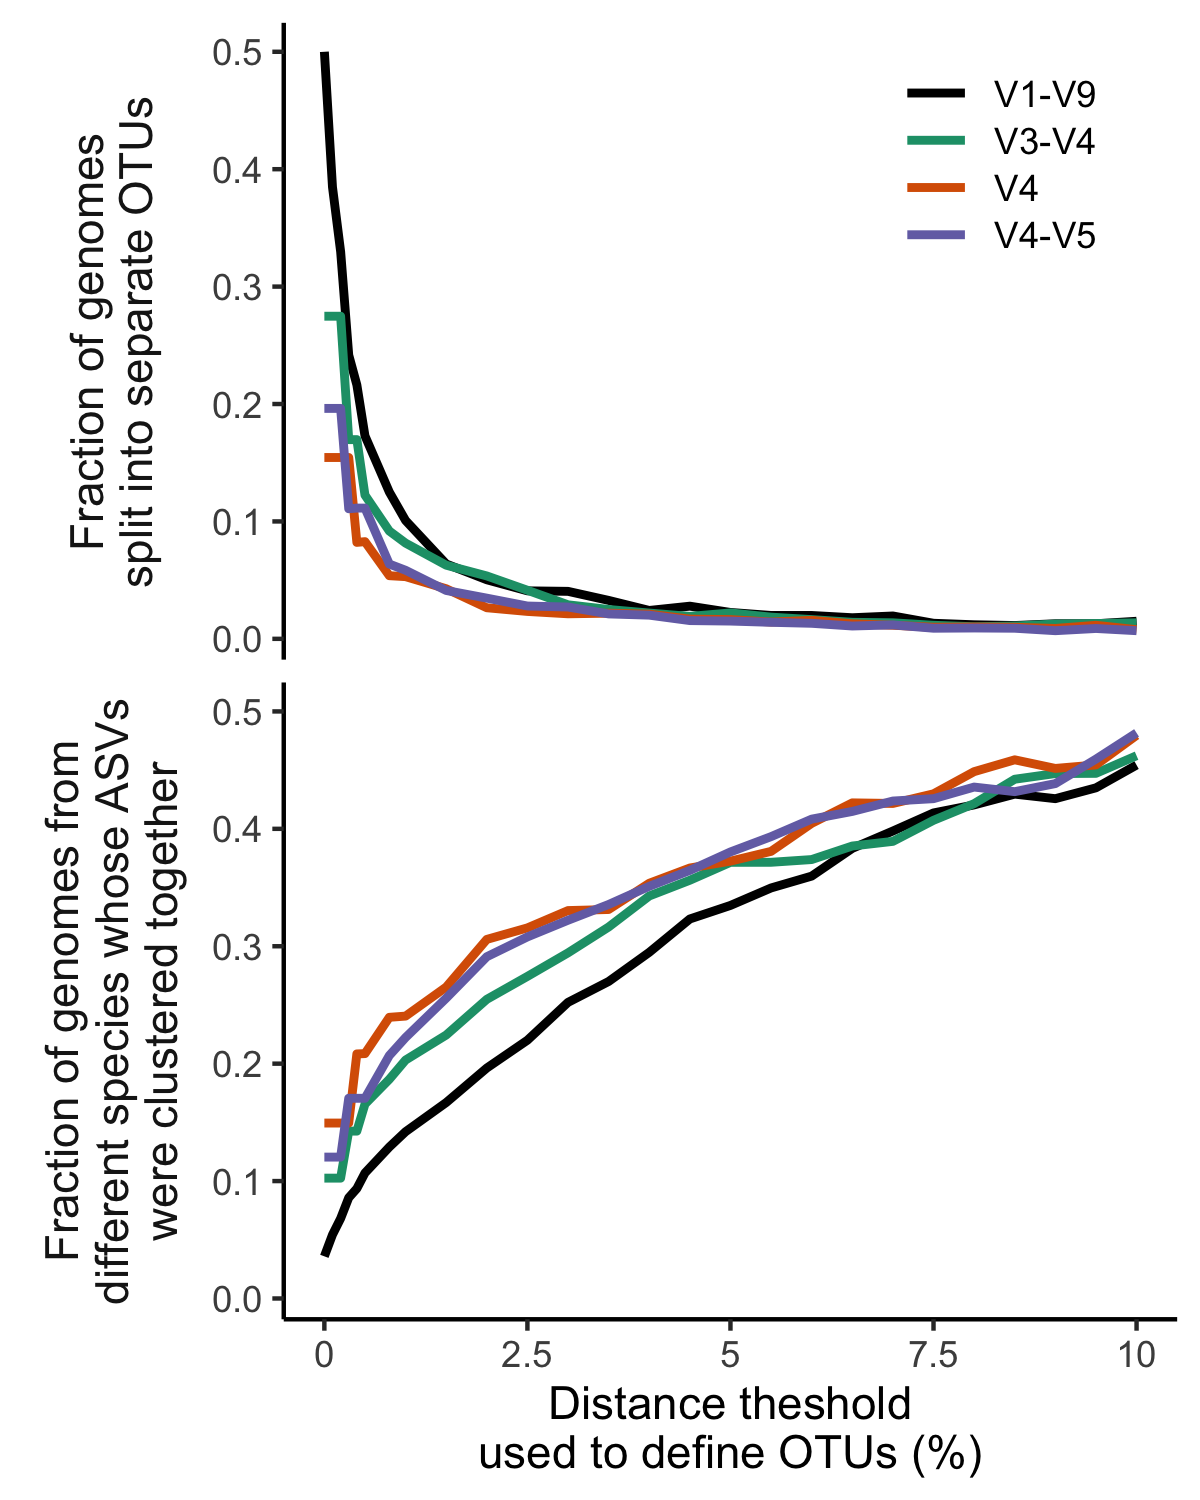 Fraction of genomes
split into separate OTUs
0.5
0.4
0.3
0.2
0.1
0.0
V1-V9
V3-V4
V4
V4-V5
Fraction of genomes from
different species whose ASVs
were clustered together
0.5
0.4
0.3
0.2
0.1
0.0
0
2.5
5
7.5
10
Distance theshold
used to define OTUs (%)